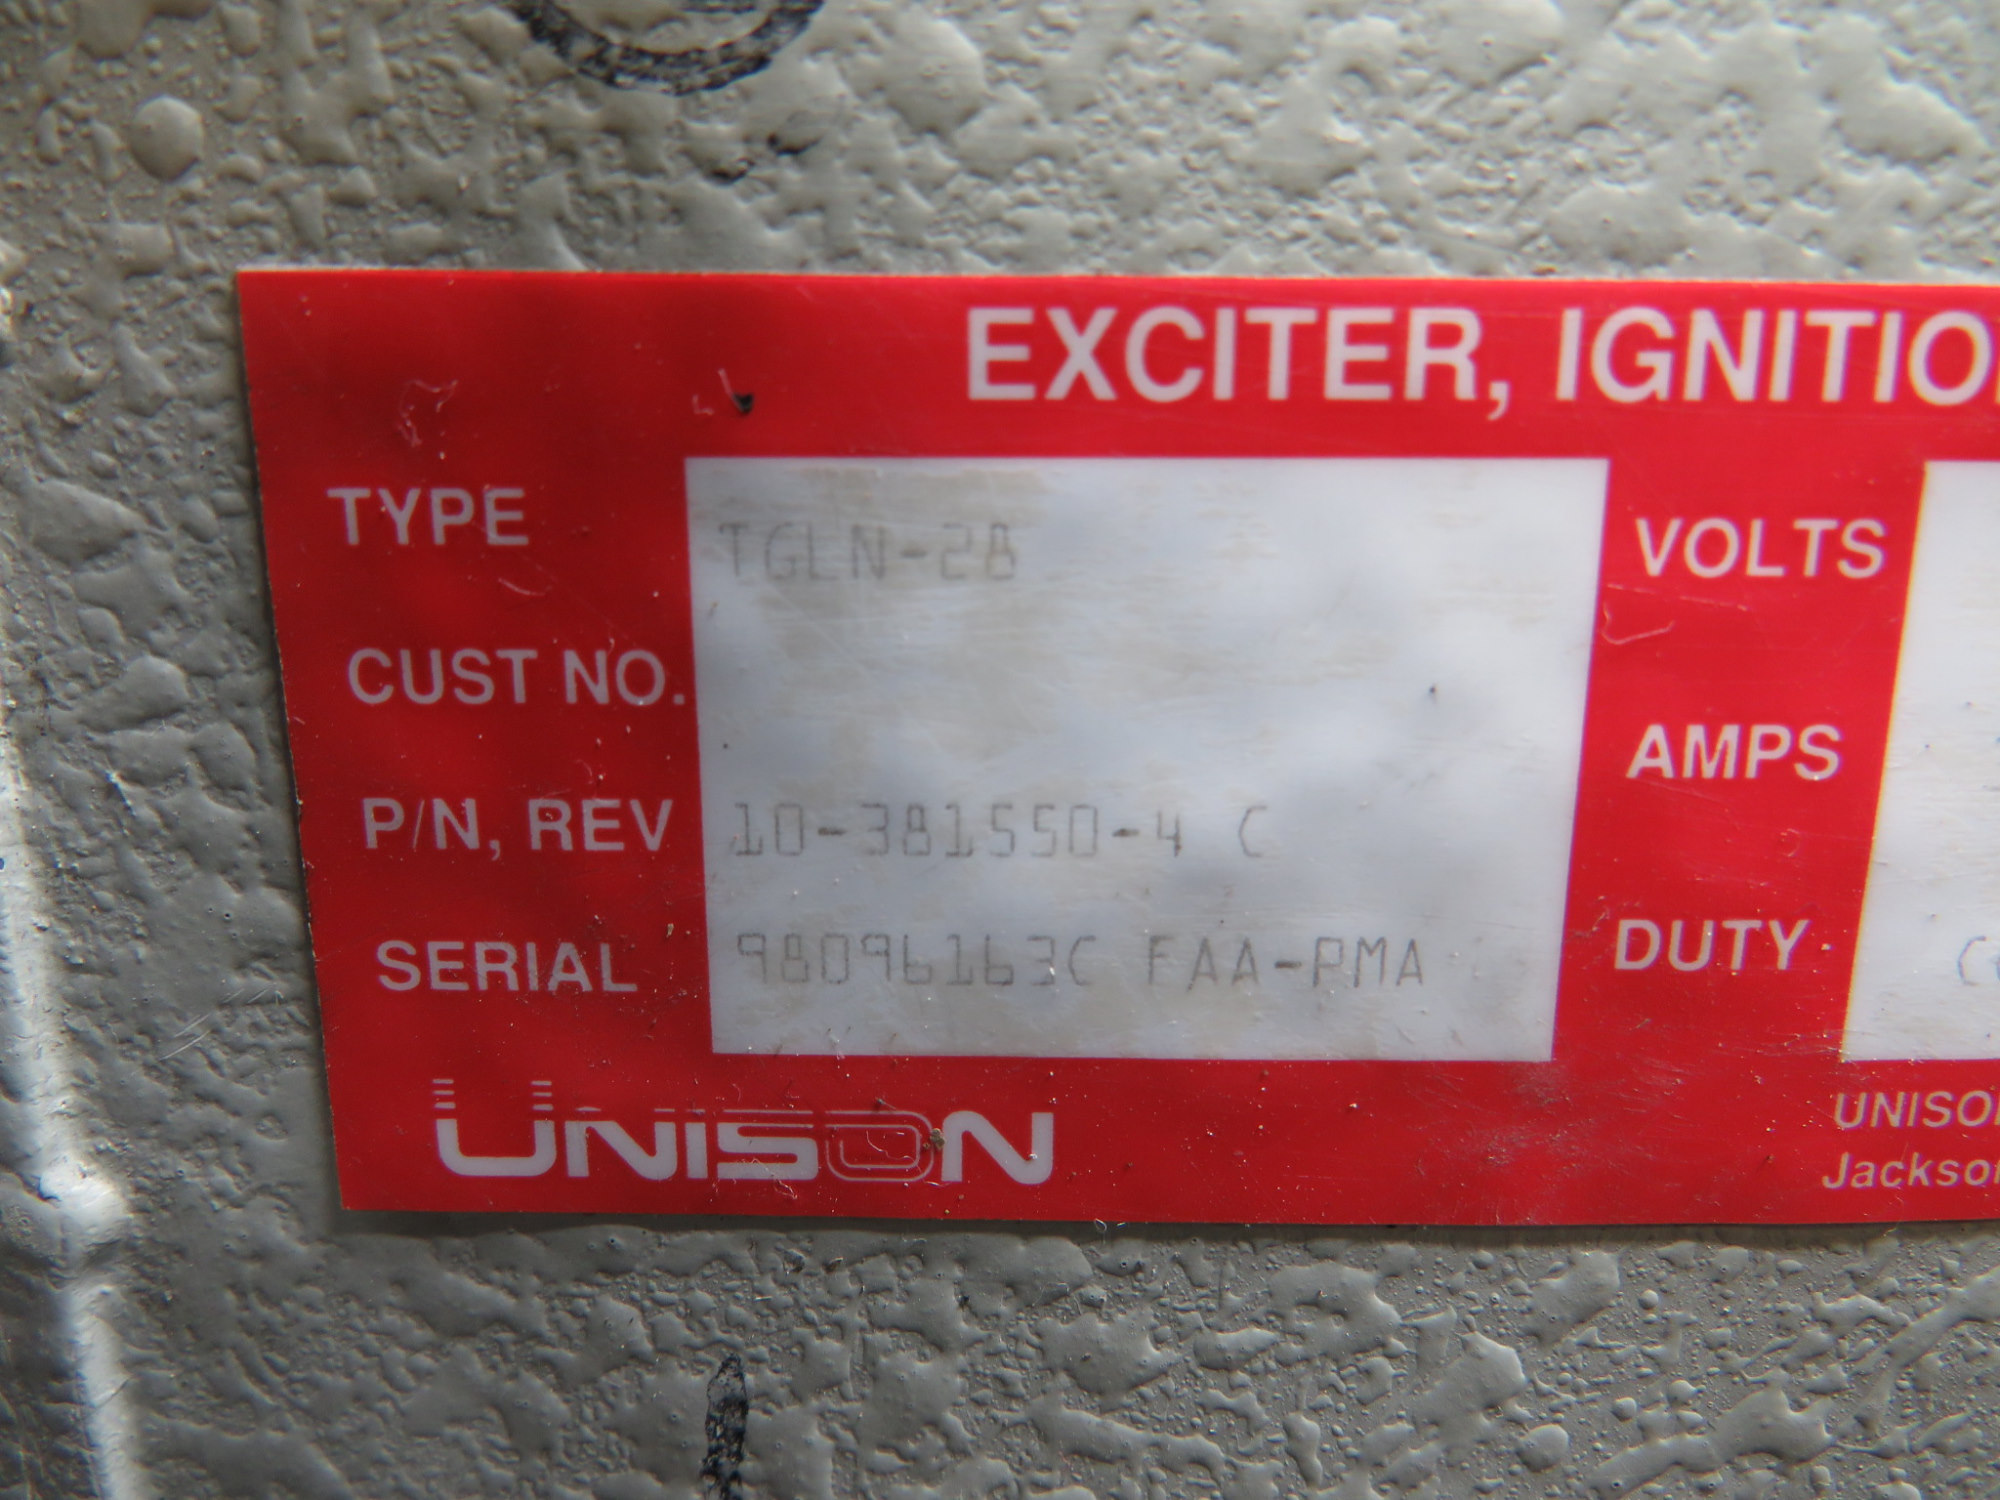 EXCITER, IGNITIO
TYPE TGLN-28
VOLTS
CUST NO.
AMPS
P/N, REV 10-381550-4 C
SERIAL 98096163C FAA-PMA
DUTY
UNISON
UNISO
Jackso